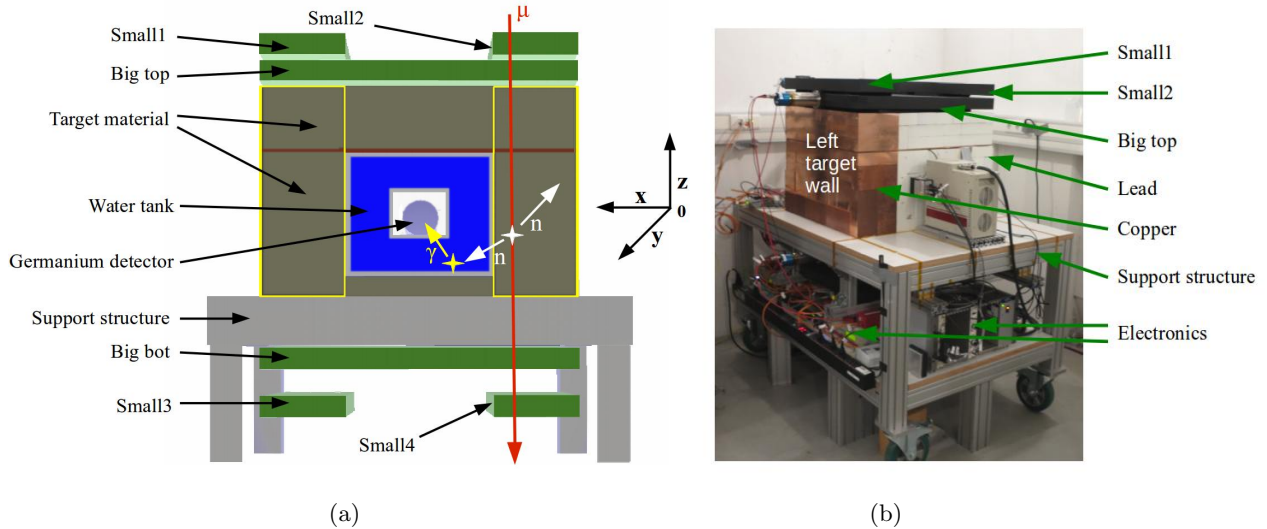 Small1
Small2
μ
Big top
Target material
Water tank
n
n
γ
Germanium detector
Support structure
Big bot
Small3
Small4
z
x
0
y
(a)
Left
target
wall
Small1
Small2
Big top
Lead
Copper
Support structure
Electronics
(b)